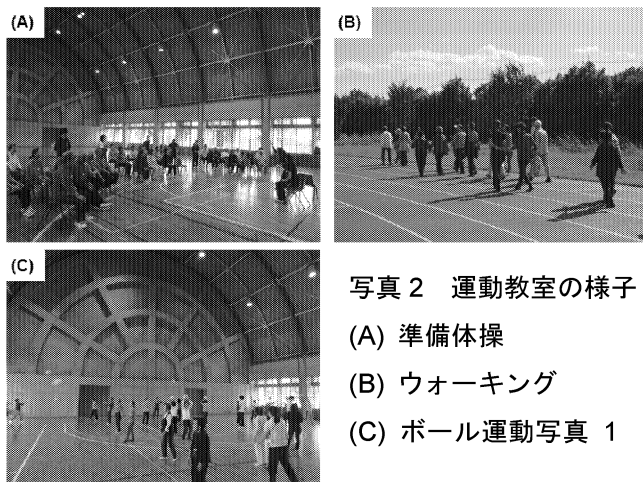 (A)
(B)
(C)
写真2 運動教室の様子
(A) 準備体操
(B) ウォーキング
(C) ボール運動写真 1